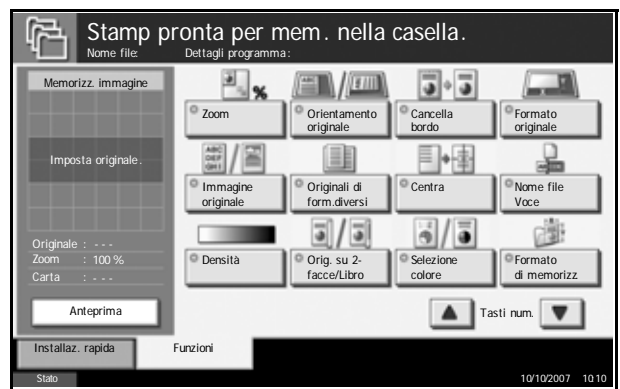 Stamp pronta per mem. nella casella.
Nome file: Dettagli programma:
Memorizz. immagine
Imposta originale.
Originale : - - -
Zoom : 100 %
Carta : - - -
Anteprima
%
Zoom
Orientamento
originale
Cancella
bordo
Formato
originale
ABC
DEF
GHI
Immagine
originale
Originali di
form.diversi
Centra
Nome file
Voce
Densità
Orig. su 2-
facce/Libro
Selezione
colore
Formato
di memorizz
Tasti num.
Installaz. rapida
Funzioni
Stato
10/10/2007 10:10